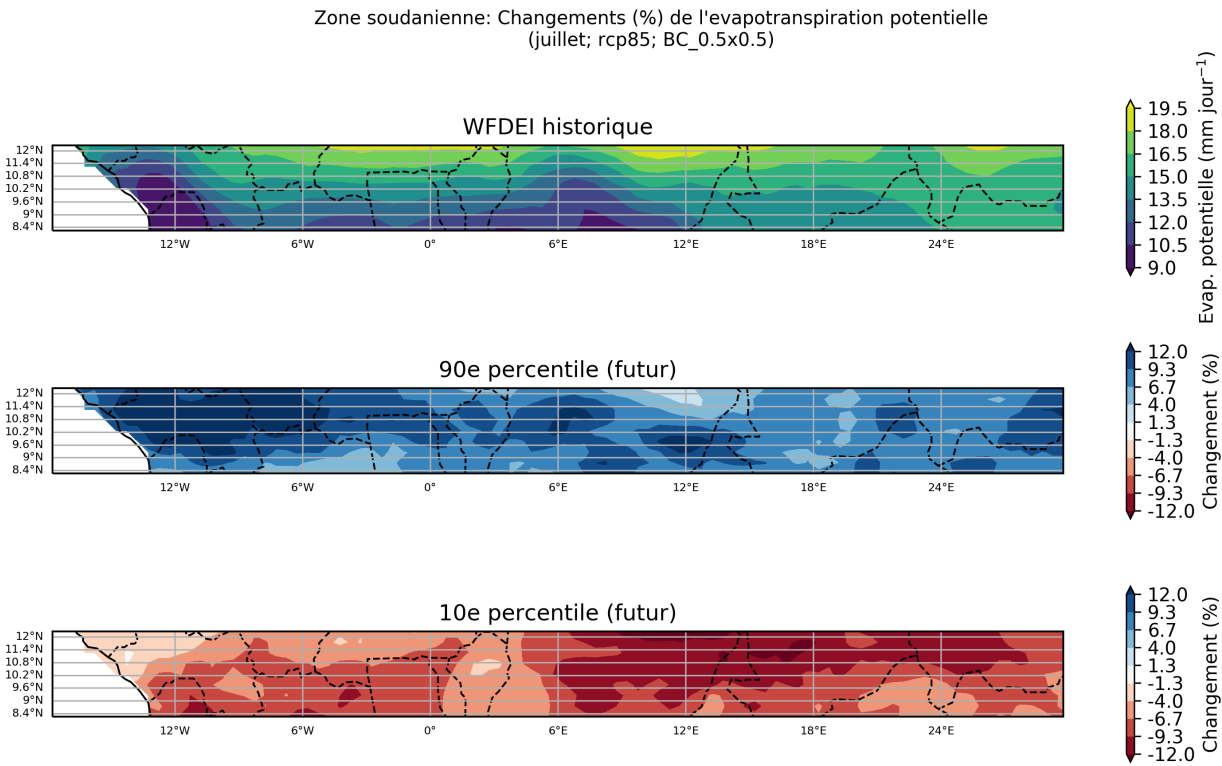 Zone soudanienne: Changements (%) de l'evapotranspiration potentielle
(juillet; rcp85; BC_0.5x0.5)
WFDEI historique
12°N
11.4°N
10.8°N
10.2°N
9.6°N
9°N
8.4°N
12°W 6°W 0° 6°E 12°E 18°E 24°E
19.5
18.0
16.5
15.0
13.5
12.0
10.5
9.0
Evap. potentielle (mm jour⁻¹)
90e percentile (futur)
12°N
11.4°N
10.8°N
10.2°N
9.6°N
9°N
8.4°N
12°W 6°W 0° 6°E 12°E 18°E 24°E
12.0
9.3
6.7
4.0
1.3
-1.3
-4.0
-6.7
-9.3
-12.0
Changement (%)
10e percentile (futur)
12°N
11.4°N
10.8°N
10.2°N
9.6°N
9°N
8.4°N
12°W 6°W 0° 6°E 12°E 18°E 24°E
12.0
9.3
6.7
4.0
1.3
-1.3
-4.0
-6.7
-9.3
-12.0
Changement (%)